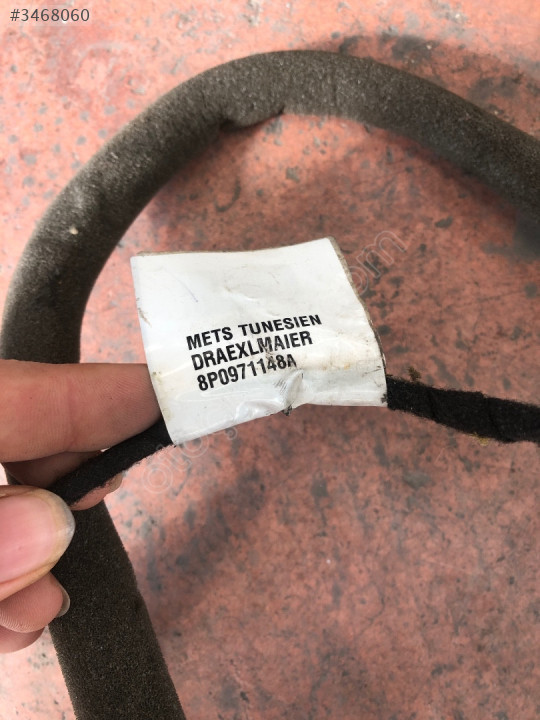 #3468060
METS TUNESIEN
DRAEXLMAIER
8P0971148A